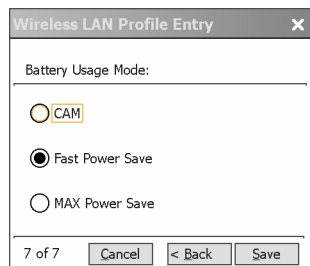 Wireless LAN Profile Entry X
Battery Usage Mode:
CAM
Fast Power Save
MAX Power Save
7 of 7 Cancel < Back Save